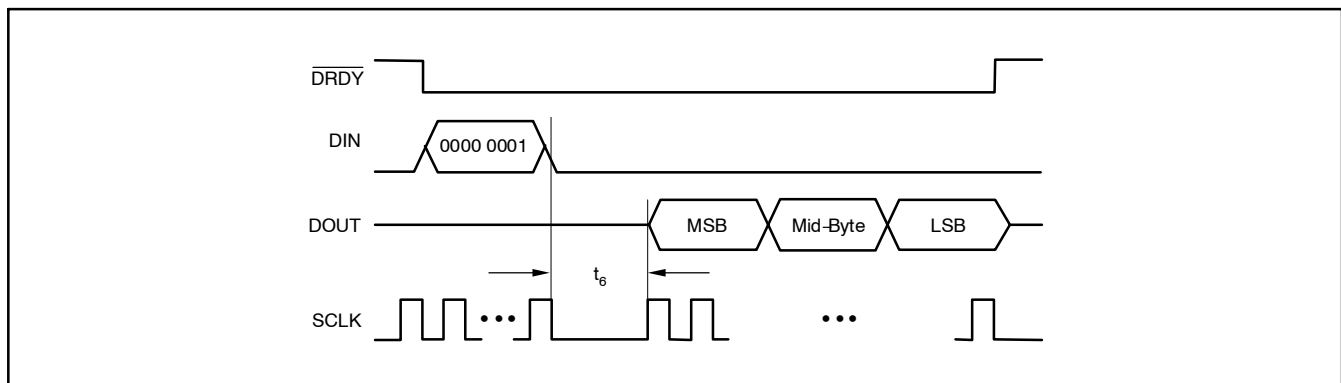 DRDY
DIN 0000 0001
DOUT MSB Mid-Byte LSB
t6
SCLK